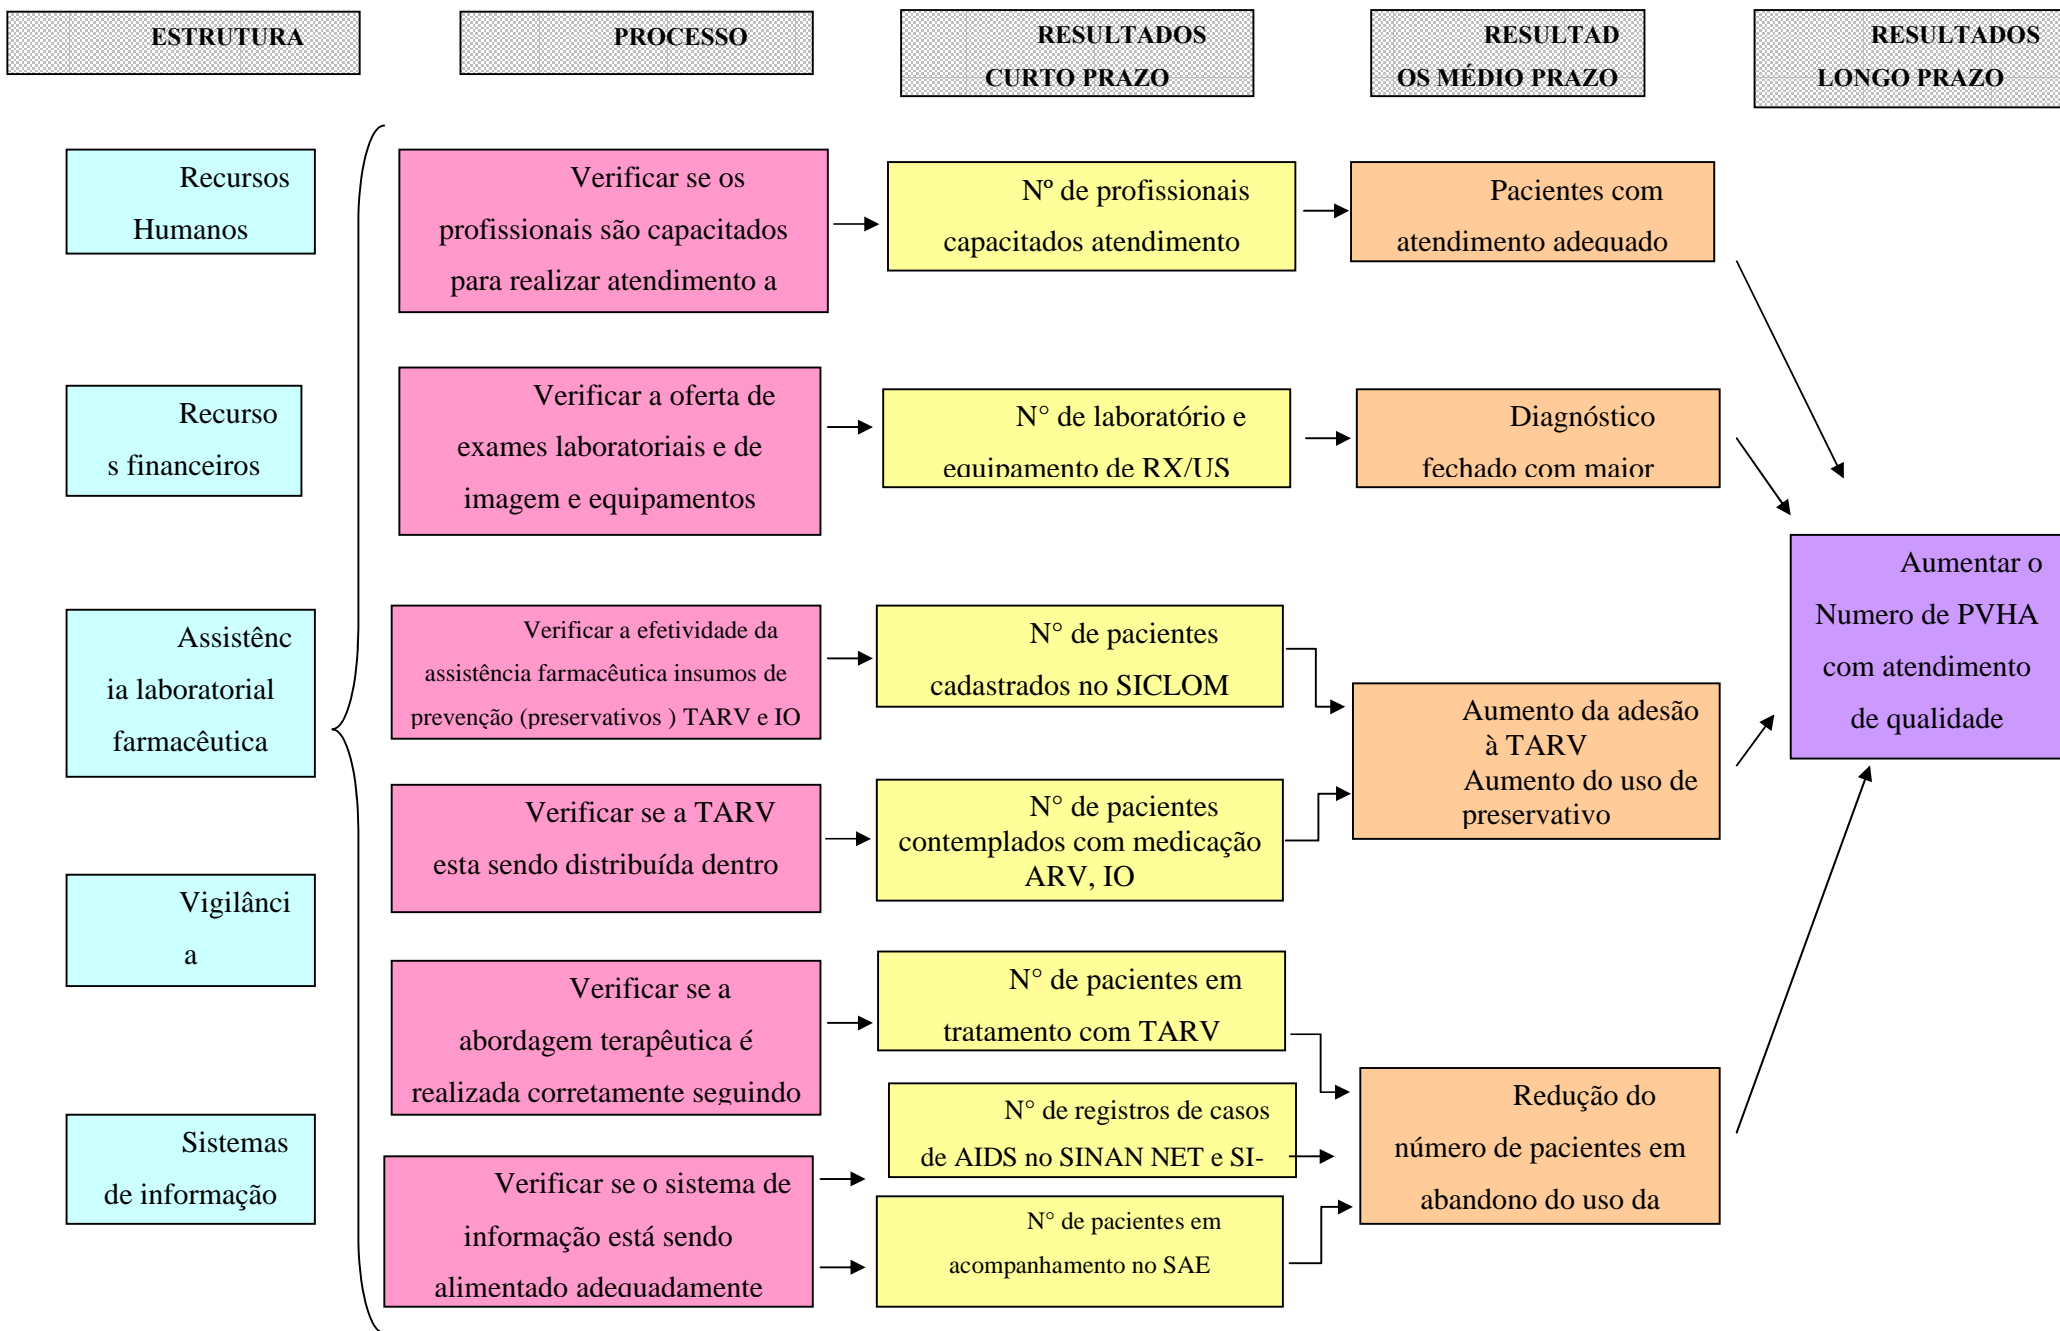 ESTRUTURA
PROCESSO
RESULTADOS
CURTO PRAZO
RESULTAD
OS MÉDIO PRAZO
RESULTADOS
LONGO PRAZO
Recursos
Humanos
Recurso
s financeiros
Assistênc
ia laboratorial
farmacêutica
Vigilânci
a
Sistemas
de informação
Verificar se os
profissionais são capacitados
para realizar atendimento a
Verificar a oferta de
exames laboratoriais e de
imagem e equipamentos
Verificar a efetividade da
assistência farmacêutica insumos de
prevenção (preservativos ) TARV e IO
Verificar se a TARV
esta sendo distribuída dentro
Verificar se a
abordagem terapêutica é
realizada corretamente seguindo
Verificar se o sistema de
informação está sendo
alimentado adequadamente
Nº de profissionais
capacitados atendimento
N° de laboratório e
equipamento de RX/US
N° de pacientes
cadastrados no SICLOM
N° de pacientes
contemplados com medicação
ARV, IO
N° de pacientes em
tratamento com TARV
N° de registros de casos
de AIDS no SINAN NET e SI-
N° de pacientes em
acompanhamento no SAE
Pacientes com
atendimento adequado
Diagnóstico
fechado com maior
Aumento da adesão
à TARV
Aumento do uso de
preservativo
Redução do
número de pacientes em
abandono do uso da
Aumentar o
Numero de PVHA
com atendimento
de qualidade